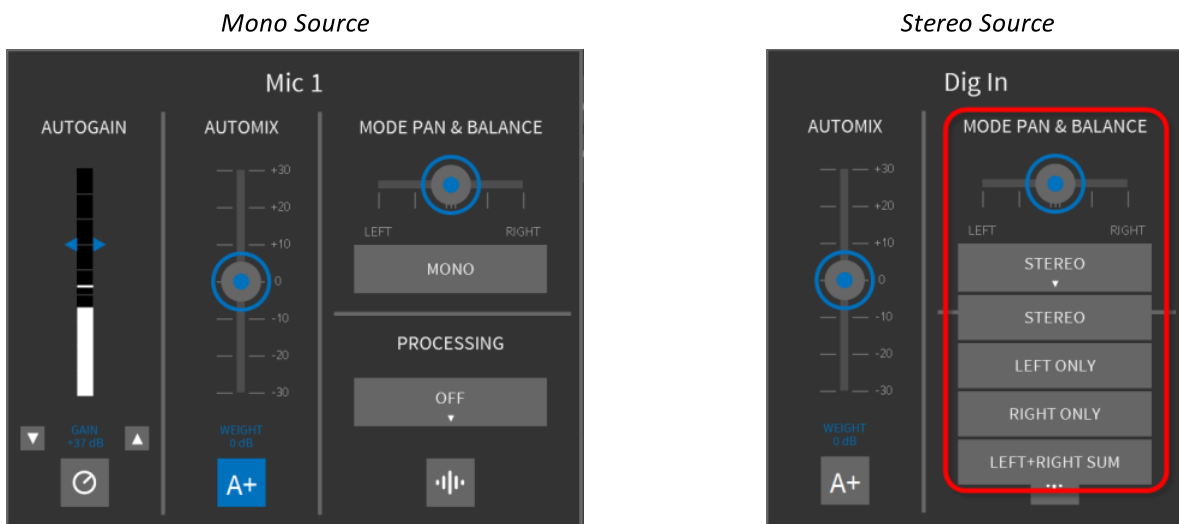 Mono Source
Mic 1
AUTOGAIN
AUTOMIX
MODE PAN & BALANCE
+30
+20
+10
0
-10
-20
-30
LEFT
RIGHT
MONO
PROCESSING
OFF
GAIN
+37 dB
WEIGHT
0 dB
A+
Stereo Source
Dig In
AUTOMIX
MODE PAN & BALANCE
+30
+20
+10
0
-10
-20
-30
LEFT
RIGHT
STEREO
STEREO
LEFT ONLY
RIGHT ONLY
LEFT+RIGHT SUM
WEIGHT
0 dB
A+